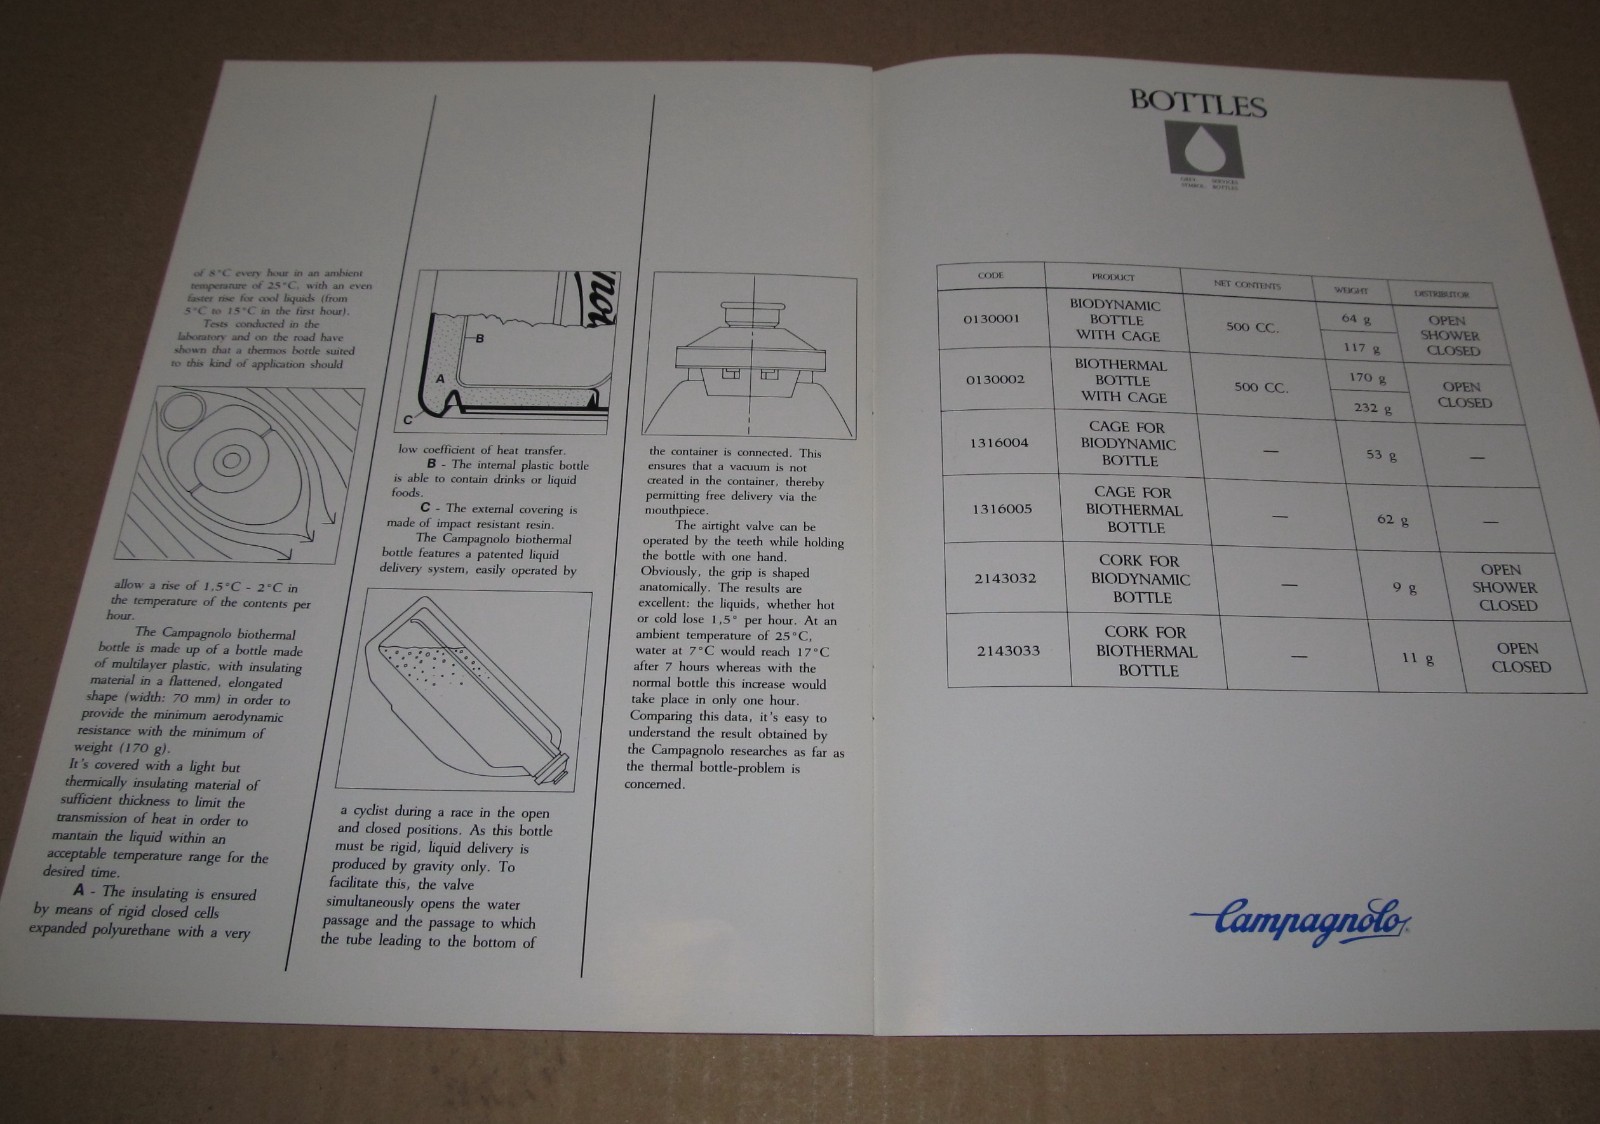 of 8°C every hour in an ambient
temperature of 25°C, with an even
faster rise for cool liquids (from
5°C to 15°C in the first hour).
Tests conducted in the
laboratory and on the road have
shown that a thermos bottle suited
to this kind of application should
allow a rise of 1,5°C - 2°C in
the temperature of the contents per
hour.
The Campagnolo biothermal
bottle is made up of a bottle made
of multilayer plastic, with insulating
material in a flattened, elongated
shape (width: 70 mm) in order to
provide the minimum aerodynamic
resistance with the minimum of
weight (170 g).
It's covered with a light but
thermically insulating material of
sufficient thickness to limit the
transmission of heat in order to
mantain the liquid within an
acceptable temperature range for the
desired time.
A - The insulating is ensured
by means of rigid closed cells
expanded polyurethane with a very
B
A
C
low coefficient of heat transfer.
B - The internal plastic bottle
is able to contain drinks or liquid
foods.
C - The external covering is
made of impact resistant resin.
The Campagnolo biothermal
bottle features a patented liquid
delivery system, easily operated by
a cyclist during a race in the open
and closed positions. As this bottle
must be rigid, liquid delivery is
produced by gravity only. To
facilitate this, the valve
simultaneously opens the water
passage and the passage to which
the tube leading to the bottom of
the container is connected. This
ensures that a vacuum is not
created in the container, thereby
permitting free delivery via the
mouthpiece.
The airtight valve can be
operated by the teeth while holding
the bottle with one hand.
Obviously, the grip is shaped
anatomically. The results are
excellent: the liquids, whether hot
or cold lose 1,5° per hour. At an
ambient temperature of 25°C,
water at 7°C would reach 17°C
after 7 hours whereas with the
normal bottle this increase would
take place in only one hour.
Comparing this data, it's easy to
understand the result obtained by
the Campagnolo researches as far as
the thermal bottle-problem is
concerned.
BOTTLES
CODE PRODUCT NET CONTENTS WEIGHT DISTRIBUTOR
0130001 BIODYNAMIC BOTTLE WITH CAGE 500 CC. 64 g 117 g OPEN SHOWER CLOSED
0130002 BIOTHERMAL BOTTLE WITH CAGE 500 CC. 170 g 232 g OPEN CLOSED
1316004 CAGE FOR BIODYNAMIC BOTTLE — 53 g —
1316005 CAGE FOR BIOTHERMAL BOTTLE — 62 g —
2143032 CORK FOR BIODYNAMIC BOTTLE — 9 g OPEN SHOWER CLOSED
2143033 CORK FOR BIOTHERMAL BOTTLE — 11 g OPEN CLOSED
Campagnolo